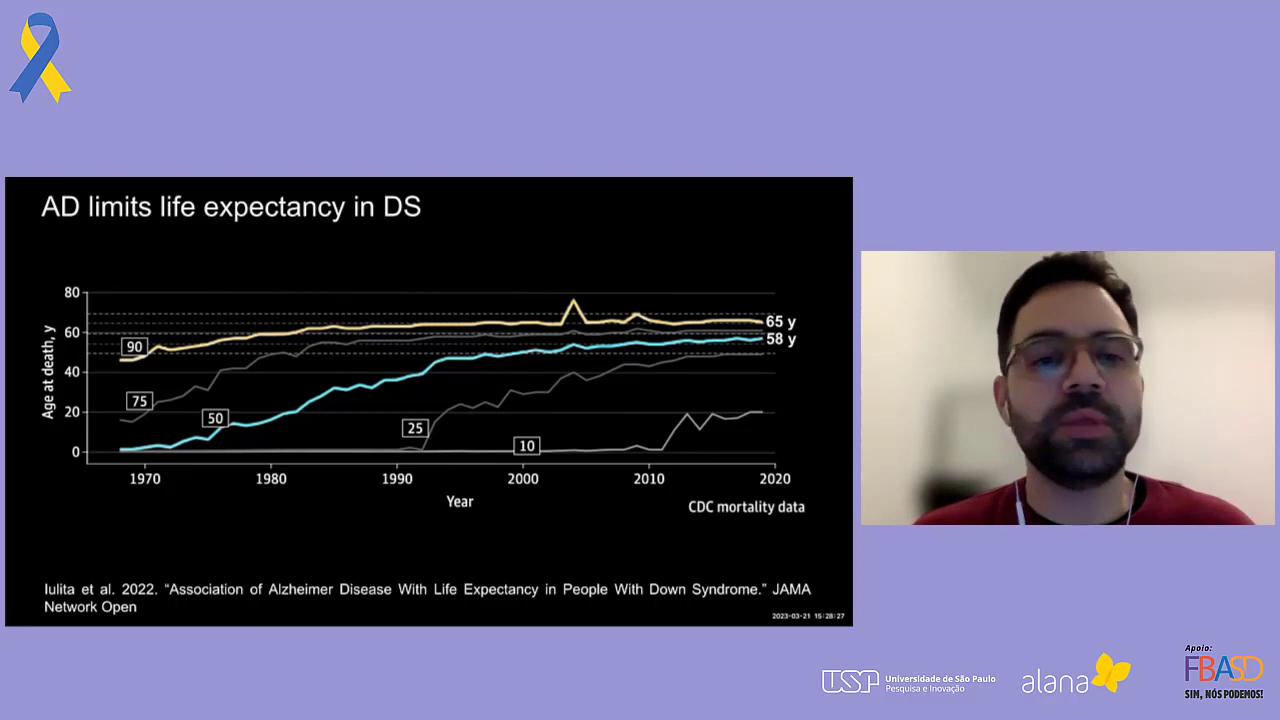 AD limits life expectancy in DS
80
60
40
20
0
Age at death, y
90
75
50
25
10
65 y
58 y
1970
1980
1990
2000
2010
2020
Year
CDC mortality data
Iulita et al. 2022. “Association of Alzheimer Disease With Life Expectancy in People With Down Syndrome.” JAMA
Network Open
2023-03-21 15:28:27
USP
Universidade de São Paulo
Pesquisa e Inovação
alana
Apoio:
FBASD
SIM, NÓS PODEMOS!